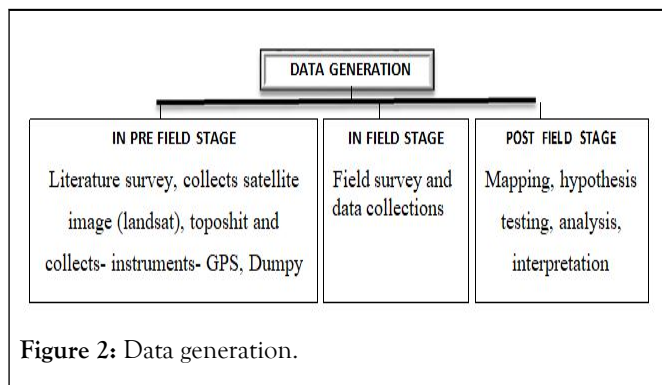 DATA GENERATION
IN PRE FIELD STAGE
Literature survey, collects satellite
image (landsat), toposhit and
collects- instruments- GPS, Dumpy
IN FIELD STAGE
Field survey and
data collections
POST FIELD STAGE
Mapping, hypothesis
testing, analysis,
interpretation
Figure 2: Data generation.